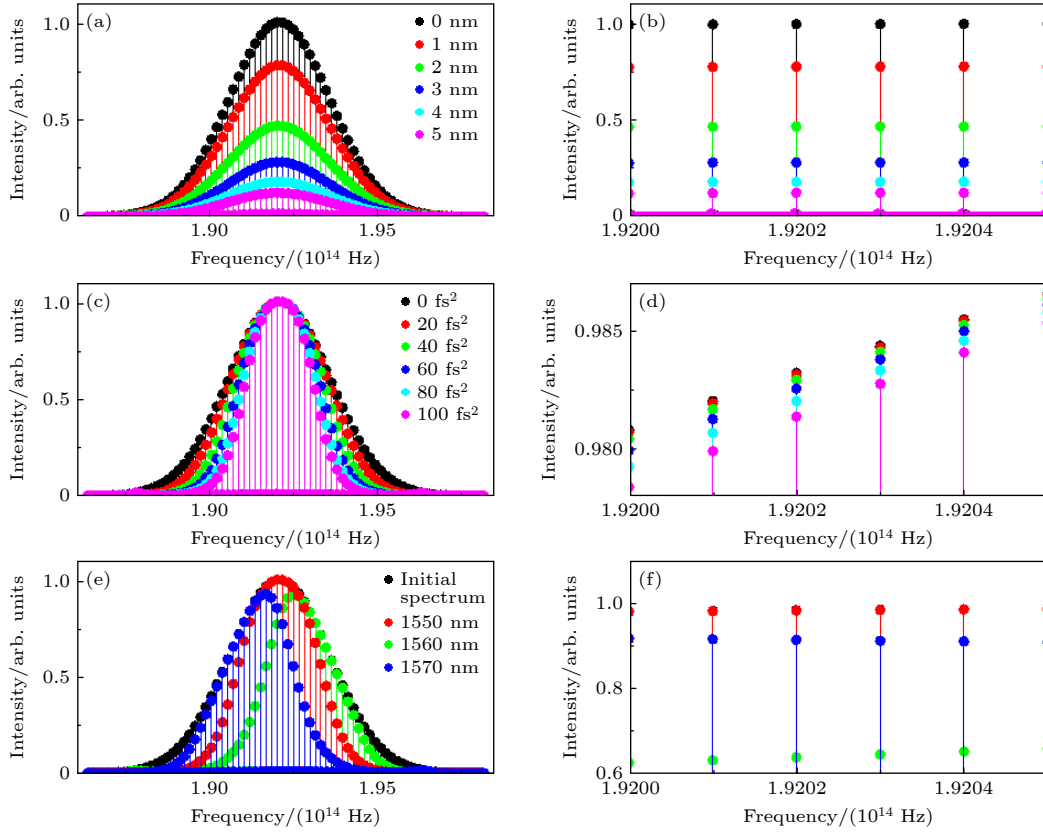 (a)
1.0
0.5
0
Intensity/arb. units
0 nm
1 nm
2 nm
3 nm
4 nm
5 nm
1.90
1.95
Frequency/(10¹⁴ Hz)
(b)
1.0
0.5
0
Intensity/arb. units
1.9200
1.9202
1.9204
Frequency/(10¹⁴ Hz)
(c)
1.0
0.5
0
Intensity/arb. units
0 fs²
20 fs²
40 fs²
60 fs²
80 fs²
100 fs²
1.90
1.95
Frequency/(10¹⁴ Hz)
(d)
0.985
0.980
Intensity/arb. units
1.9200
1.9202
1.9204
Frequency/(10¹⁴ Hz)
(e)
1.0
0.5
0
Intensity/arb. units
Initial
spectrum
1550 nm
1560 nm
1570 nm
1.90
1.95
Frequency/(10¹⁴ Hz)
(f)
1.0
0.8
0.6
Intensity/arb. units
1.9200
1.9202
1.9204
Frequency/(10¹⁴ Hz)